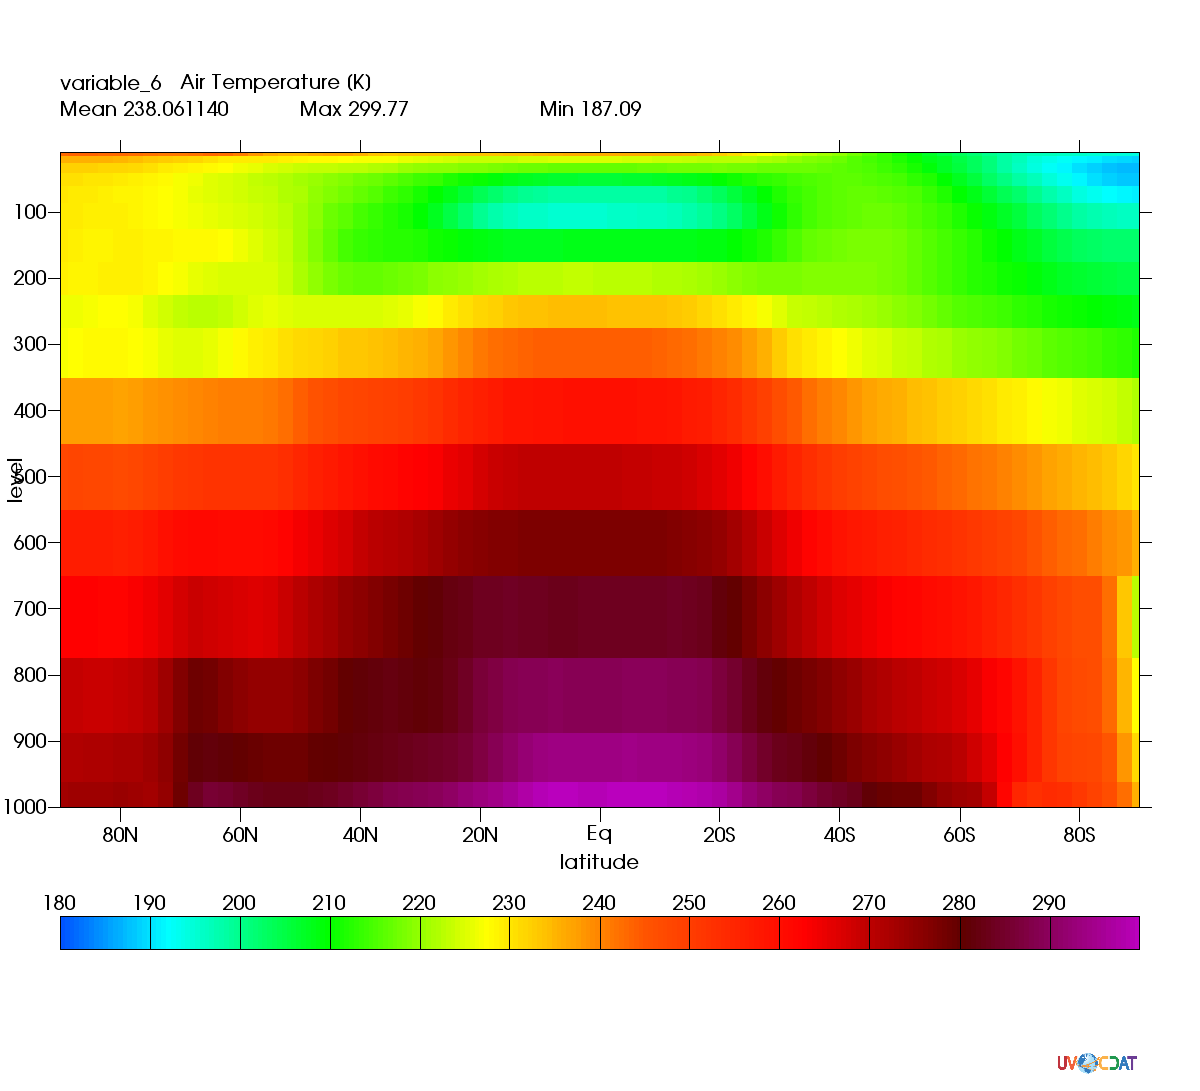 variable_6 Air Temperature [K]
Mean 238.061140 Max 299.77 Min 187.09
100
200
300
400
level
500
600
700
800
900
1000
80N 60N 40N 20N Eq 20S 40S 60S 80S
latitude
180 190 200 210 220 230 240 250 260 270 280 290
UV CDAT